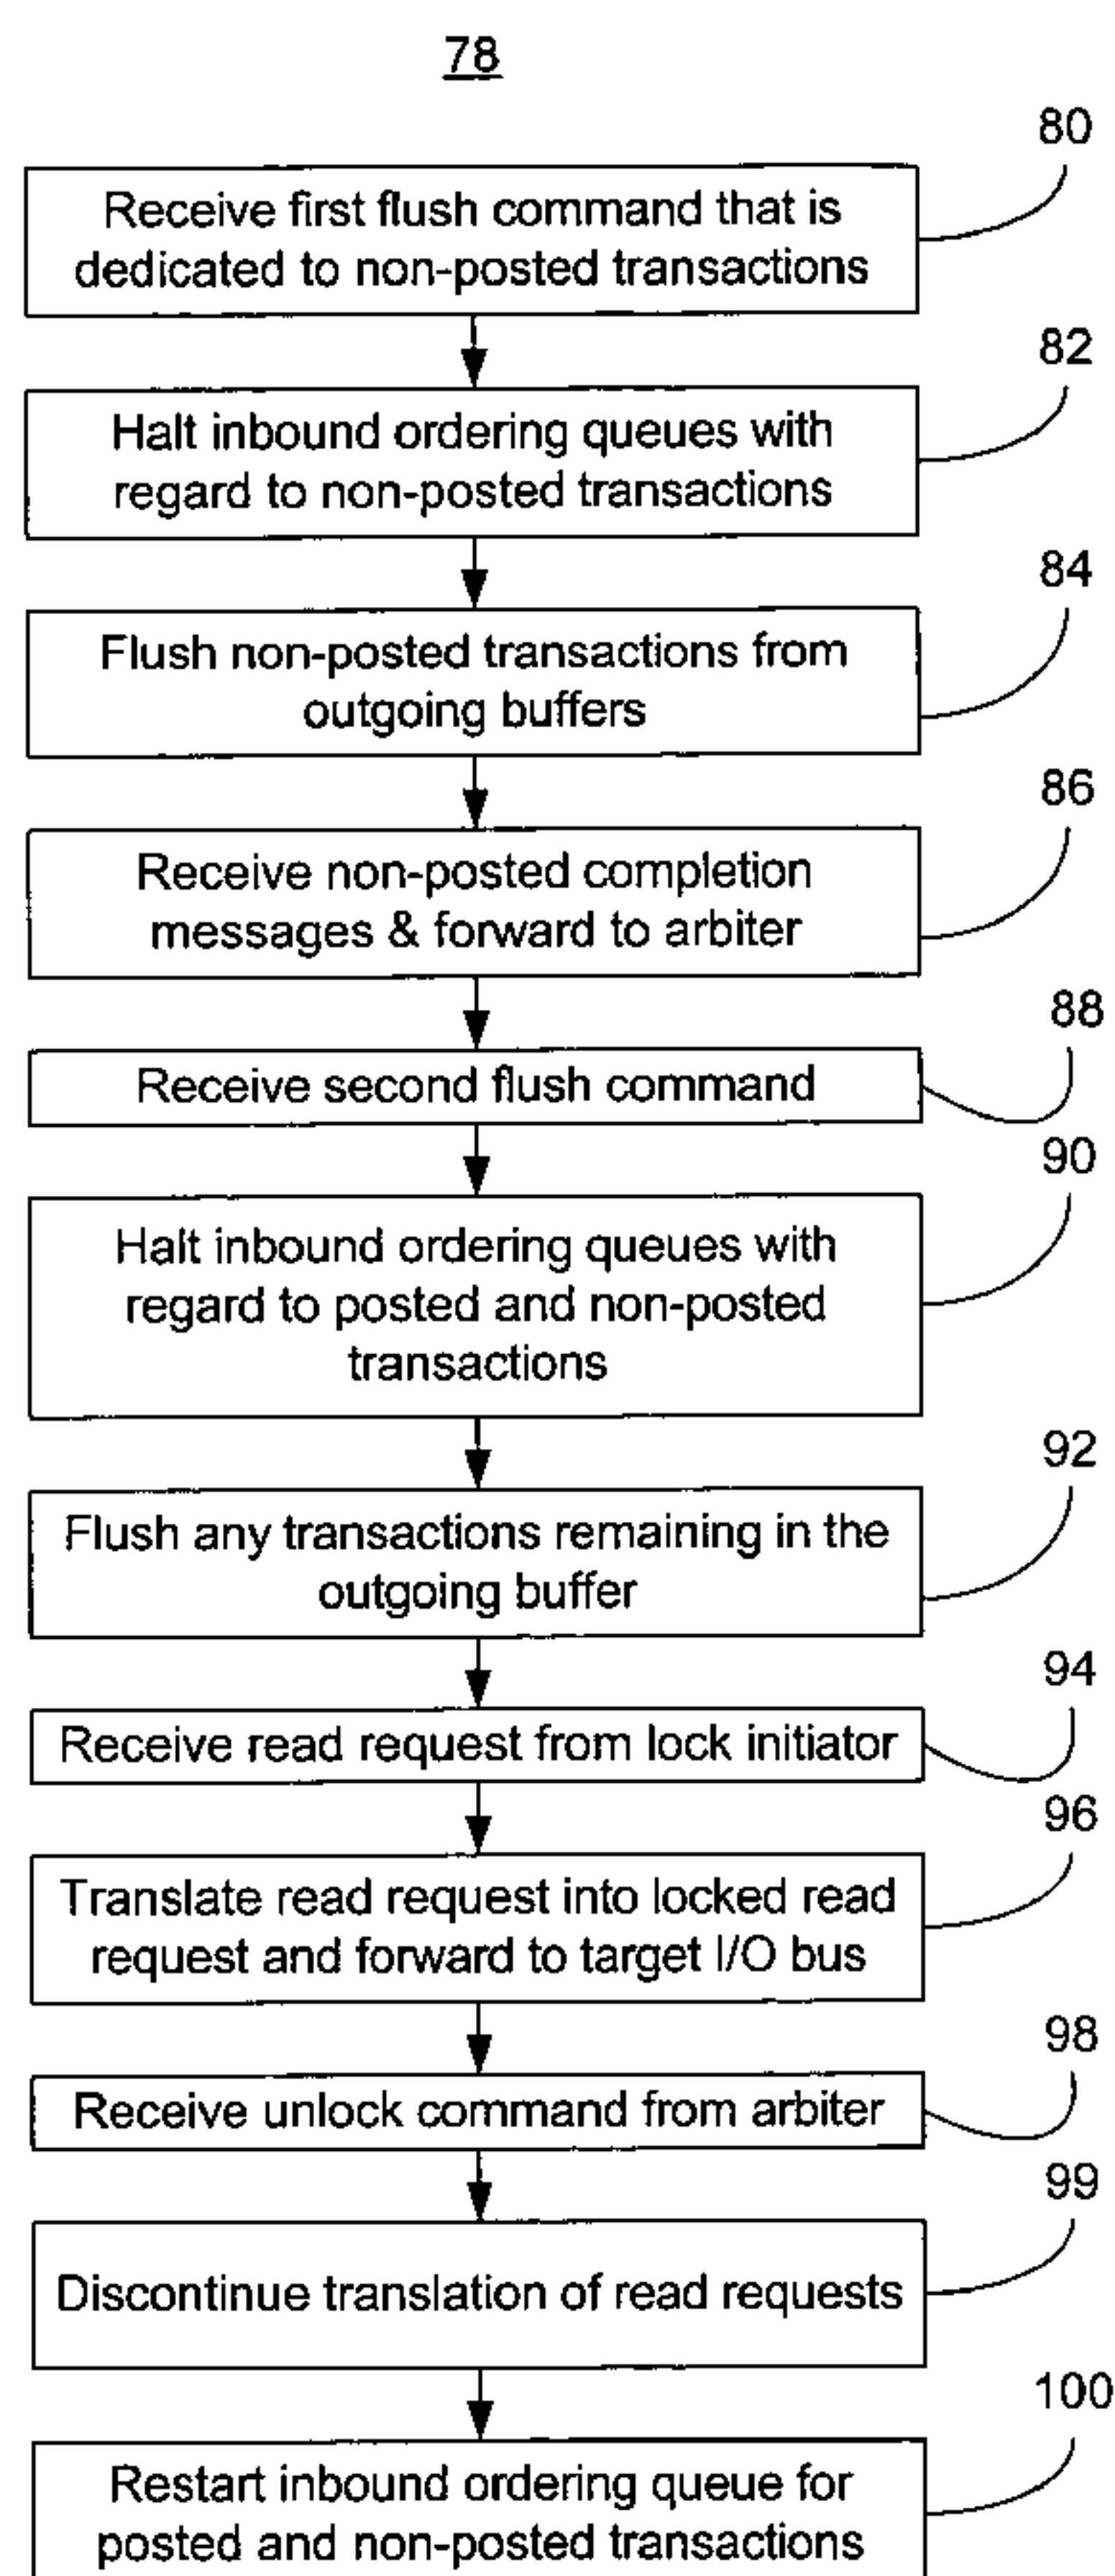 78
80
Receive first flush command that is
dedicated to non-posted transactions
82
Halt inbound ordering queues with
regard to non-posted transactions
84
Flush non-posted transactions from
outgoing buffers
86
Receive non-posted completion
messages & forward to arbiter
88
Receive second flush command
90
Halt inbound ordering queues with
regard to posted and non-posted
transactions
92
Flush any transactions remaining in the
outgoing buffer
94
Receive read request from lock initiator
96
Translate read request into locked read
request and forward to target I/O bus
98
Receive unlock command from arbiter
99
Discontinue translation of read requests
100
Restart inbound ordering queue for
posted and non-posted transactions